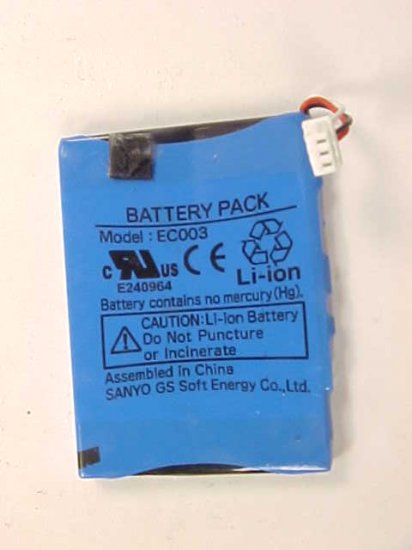 BATTERY PACK
Model : EC003
c RU US CE
Li-ion
E240964
Battery contains no mercury(Hg).
CAUTION: Li-ion Battery
Do Not Puncture
or Incinerate
Assembled in China
SANYO GS Soft Energy Co.,Ltd.